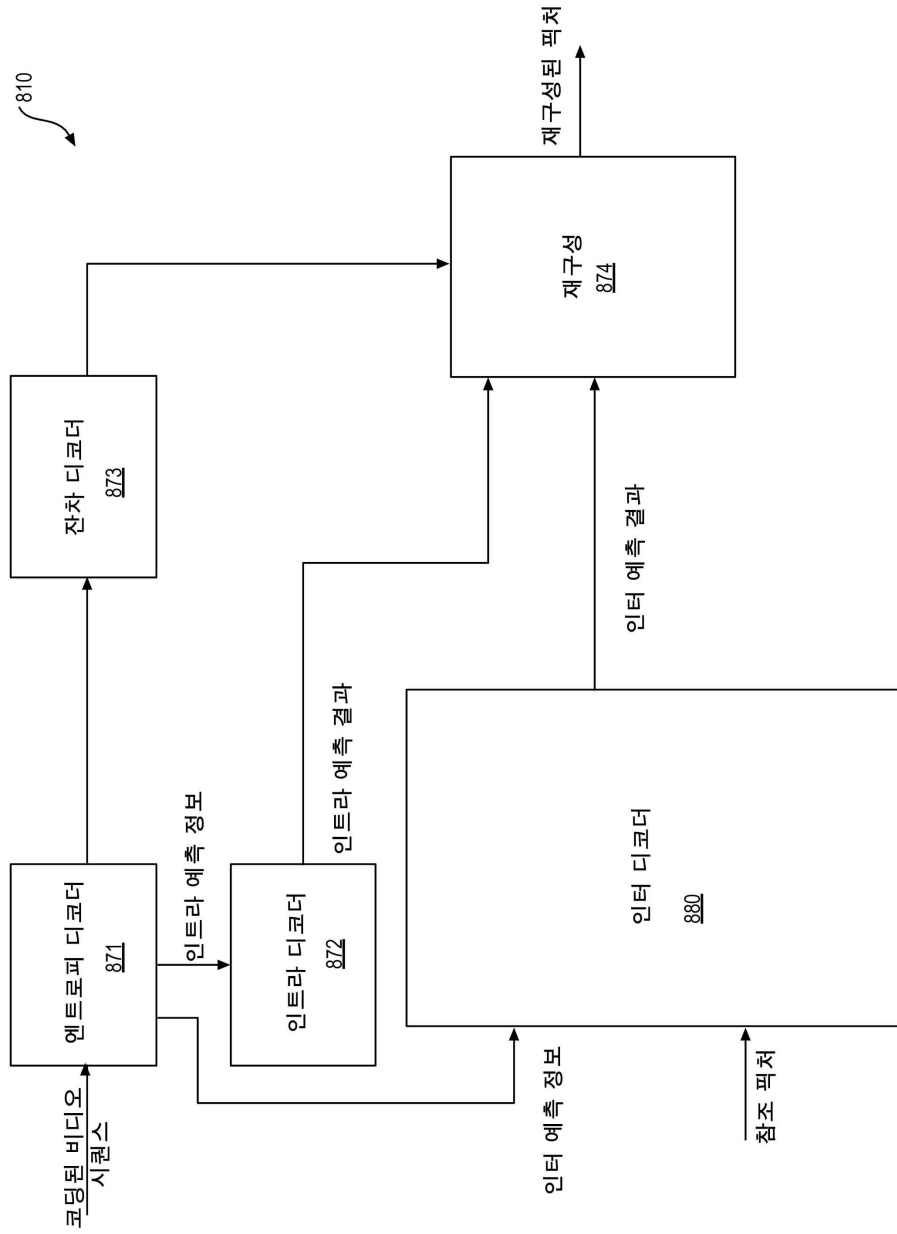 810
코딩된 비디오
시퀀스
엔트로피 디코더
871
잔차 디코더
873
인트라 예측 정보
인트라 디코더
872
인트라 예측 결과
재구성
874
재구성된 픽처
인터 예측 정보
참조 픽처
인터 디코더
880
인터 예측 결과